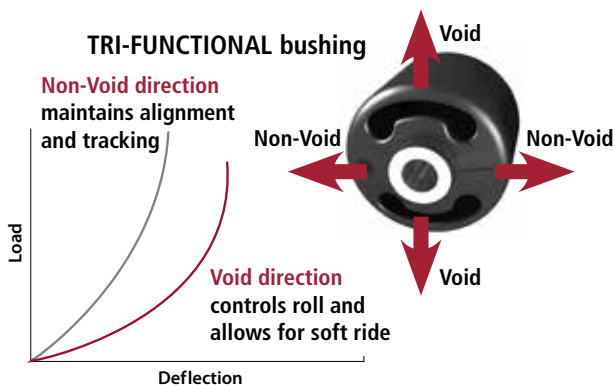 TRI-FUNCTIONAL bushing
Void
Non-Void direction
maintains alignment
and tracking
Non-Void
Non-Void
Load
Void direction
controls roll and
allows for soft ride
Void
Deflection